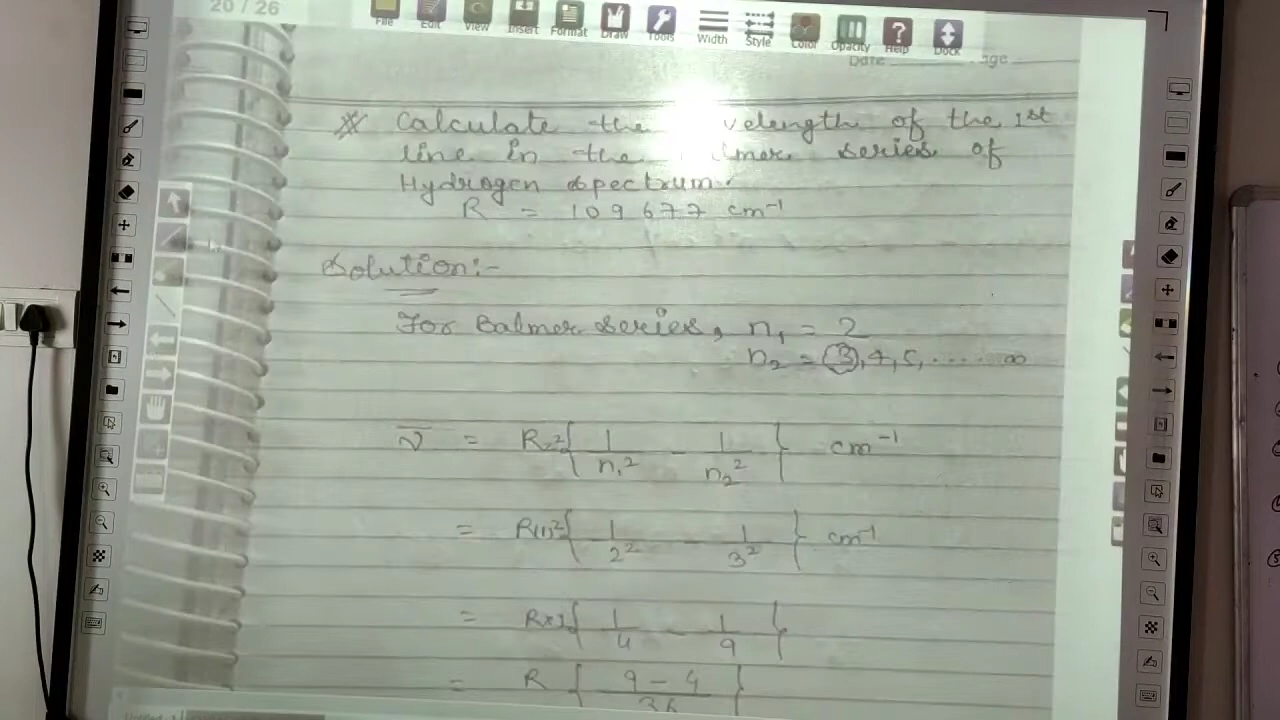 20 / 26
File Edit View Insert Format Draw Tools Width Style Color Opacity Help Dock
Date
Calculate the velength of the 1st
line in the series of
Hydrogen spectrum.
R = 109677 cm⁻¹
Solution:-
For Balmer series, n₁ = 2
n₂ = 3, 4, 5, ..... ∞
ν̅ = RZ² { 1/n₁² - 1/n₂² } cm⁻¹
= R(1)² { 1/2² - 1/3² } cm⁻¹
= R×1 { 1/4 - 1/9 }
= R { 9 - 4 / 36 }